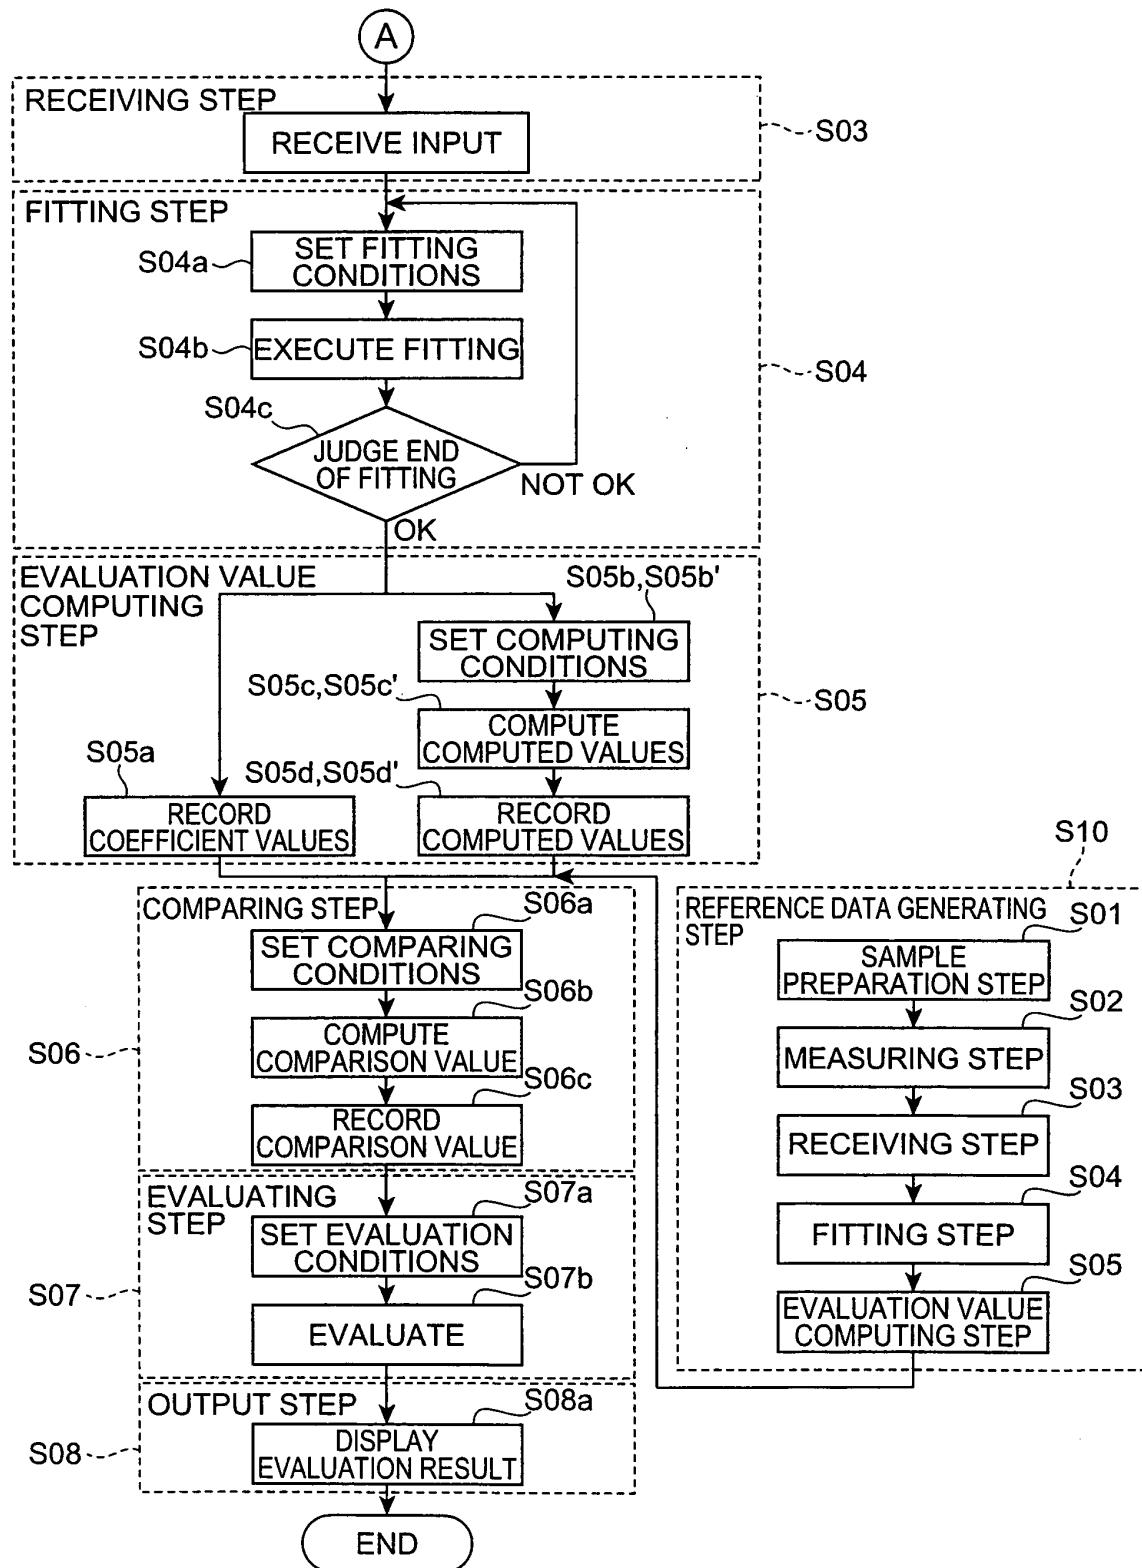 A
RECEIVING STEP
RECEIVE INPUT
S03
FITTING STEP
SET FITTING
CONDITIONS
S04a
EXECUTE FITTING
S04b
S04
S04c
JUDGE END
OF FITTING
NOT OK
OK
EVALUATION VALUE
COMPUTING
STEP
S05b,S05b'
SET COMPUTING
CONDITIONS
S05c,S05c'
S05
COMPUTE
COMPUTED VALUES
S05a
S05d,S05d'
RECORD
COEFFICIENT VALUES
RECORD
COMPUTED VALUES
S10
COMPARING STEP
S06a
SET COMPARING
CONDITIONS
S06b
COMPUTE
COMPARISON VALUE
S06
S06c
RECORD
COMPARISON VALUE
EVALUATING
STEP
S07a
SET EVALUATION
CONDITIONS
S07
S07b
EVALUATE
OUTPUT STEP
S08a
S08
DISPLAY
EVALUATION RESULT
END
REFERENCE DATA GENERATING
STEP
S01
SAMPLE
PREPARATION STEP
S02
MEASURING STEP
S03
RECEIVING STEP
S04
FITTING STEP
S05
EVALUATION VALUE
COMPUTING STEP